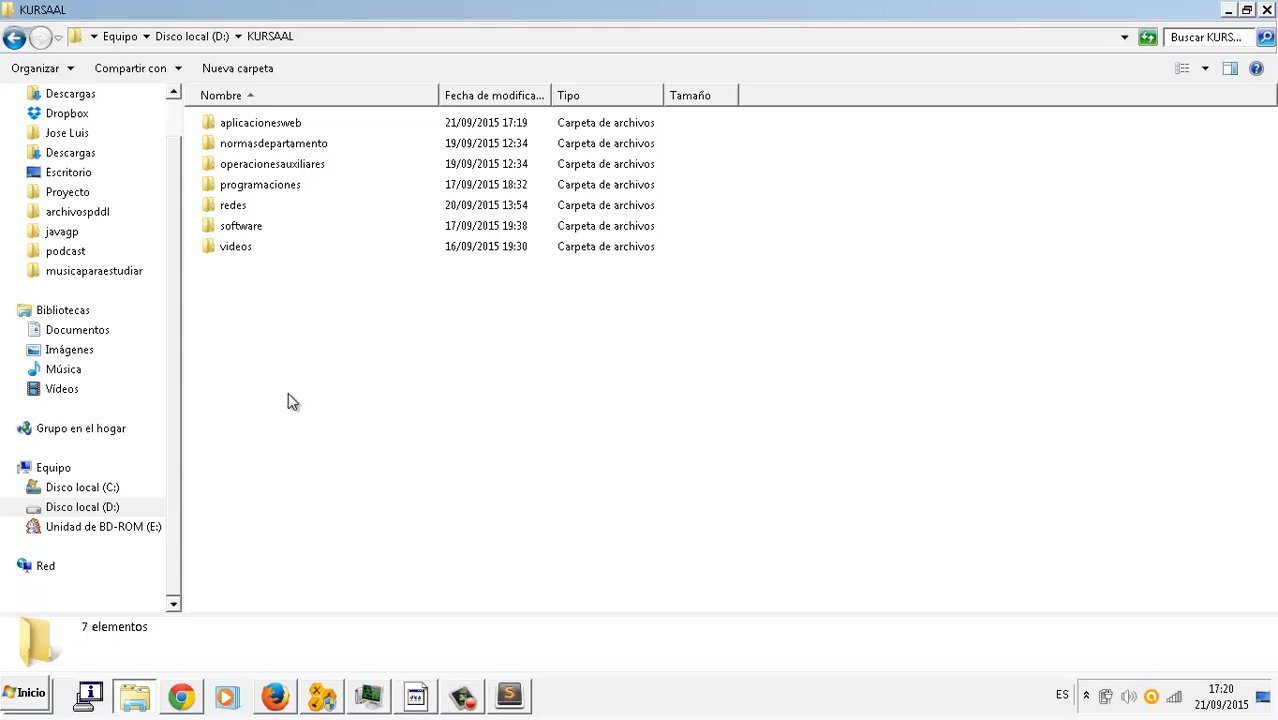 KURSAAL
Equipo Disco local (D:) KURSAAL
Buscar KURS...
Organizar Compartir con Nueva carpeta
Nombre Fecha de modifica... Tipo Tamaño
Descargas
Dropbox
Jose Luis
Descargas
Escritorio
Proyecto
archivospddl
javagp
podcast
musicaparaestudiar
Bibliotecas
Documentos
Imágenes
Música
Vídeos
Grupo en el hogar
Equipo
Disco local (C:)
Disco local (D:)
Unidad de BD-ROM (E:)
Red
aplicacionesweb 21/09/2015 17:19 Carpeta de archivos
normasdepartamento 19/09/2015 12:34 Carpeta de archivos
operacionesauxiliares 19/09/2015 12:34 Carpeta de archivos
programaciones 17/09/2015 18:32 Carpeta de archivos
redes 20/09/2015 13:54 Carpeta de archivos
software 17/09/2015 19:38 Carpeta de archivos
videos 16/09/2015 19:30 Carpeta de archivos
7 elementos
Inicio
ES
17:20
21/09/2015